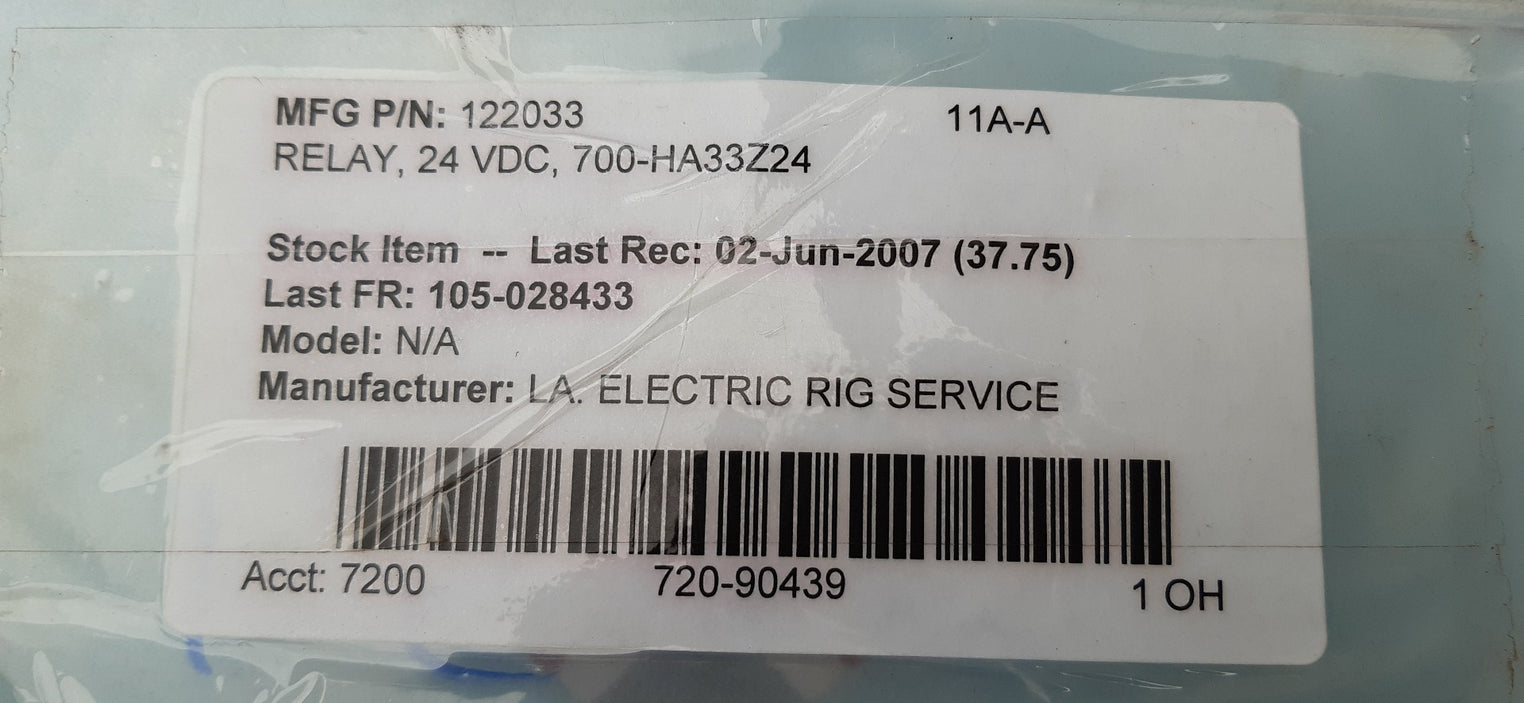 MFG P/N: 122033 11A-A
RELAY, 24 VDC, 700-HA33Z24
Stock Item -- Last Rec: 02-Jun-2007 (37.75)
Last FR: 105-028433
Model: N/A
Manufacturer: LA. ELECTRIC RIG SERVICE
Acct: 7200 720-90439 1 OH